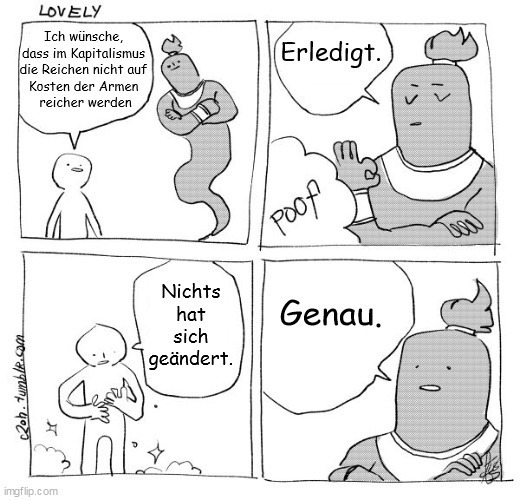 LOVELY
Ich wünsche,
dass im Kapitalismus
die Reichen nicht auf
Kosten der Armen
reicher werden
Erledigt.
POOF
Nichts
hat
sich
geändert.
Genau.
c2oh.tumblr.com
imgflip.com